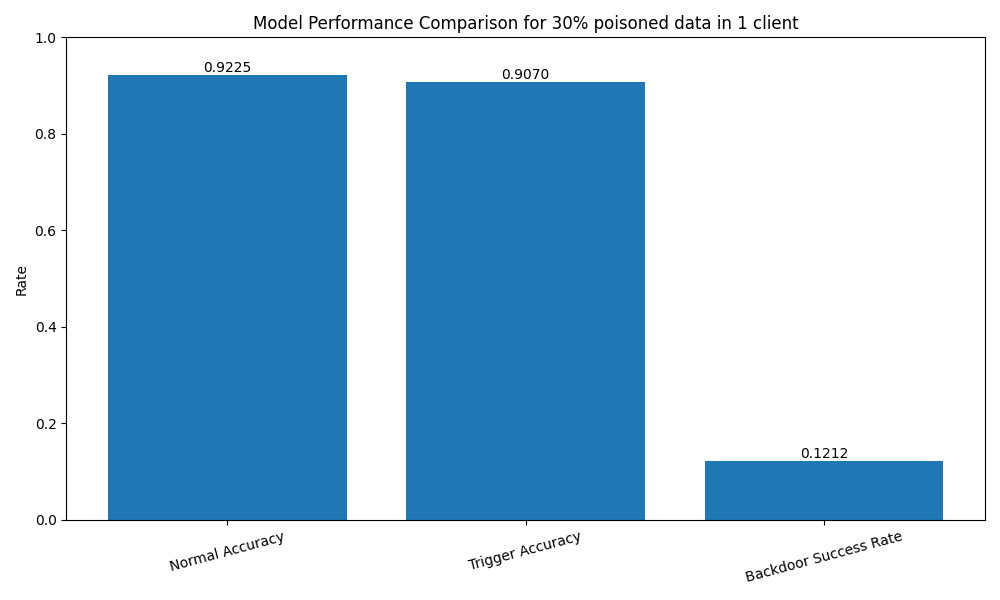 Model Performance Comparison for 30% poisoned data in 1 client
1.0
0.8
0.6
0.4
0.2
0.0
Rate
0.9225
0.9070
0.1212
Normal Accuracy
Trigger Accuracy
Backdoor Success Rate